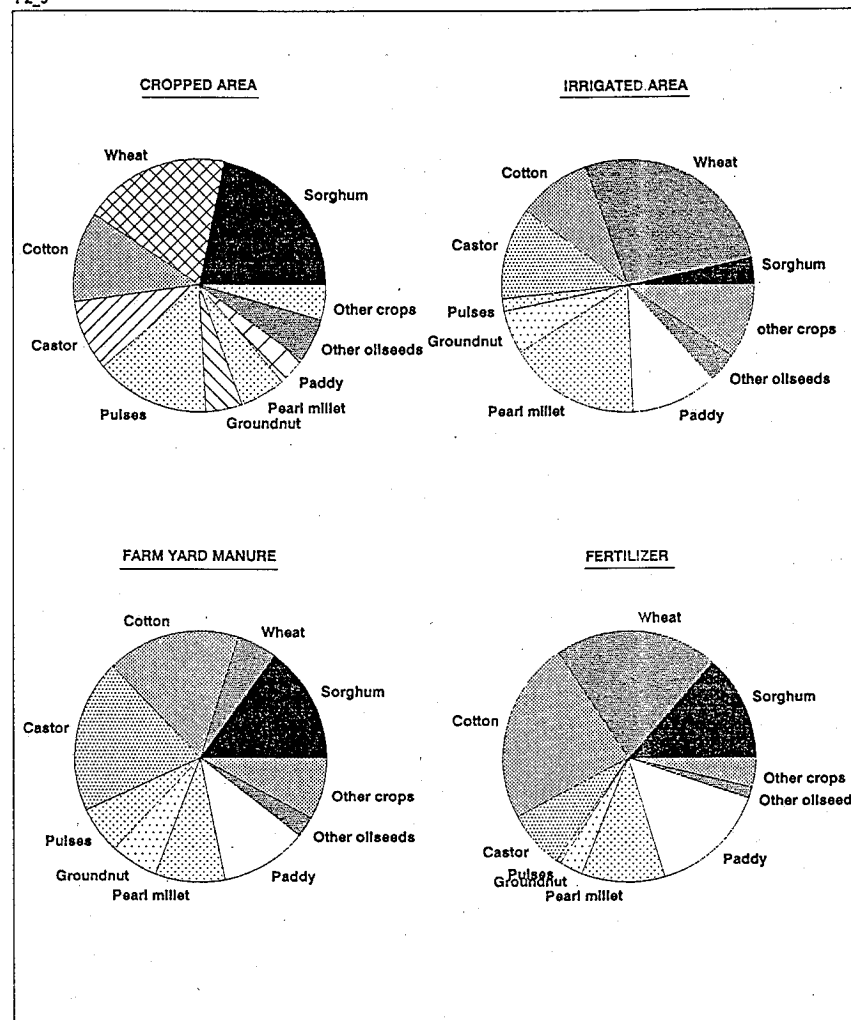 CROPPED AREA
Wheat
Sorghum
Cotton
Castor
Pulses
Groundnut
Pearl millet
Paddy
Other oilseeds
Other crops
IRRIGATED AREA
Wheat
Cotton
Castor
Sorghum
Pulses
Groundnut
other crops
Other oilseeds
Pearl millet
Paddy
FARM YARD MANURE
Cotton
Wheat
Sorghum
Castor
Other crops
Other oilseeds
Pulses
Groundnut
Pearl millet
Paddy
FERTILIZER
Wheat
Sorghum
Cotton
Other crops
Other oilseed
Castor
Pulses
Groundnut
Pearl millet
Paddy